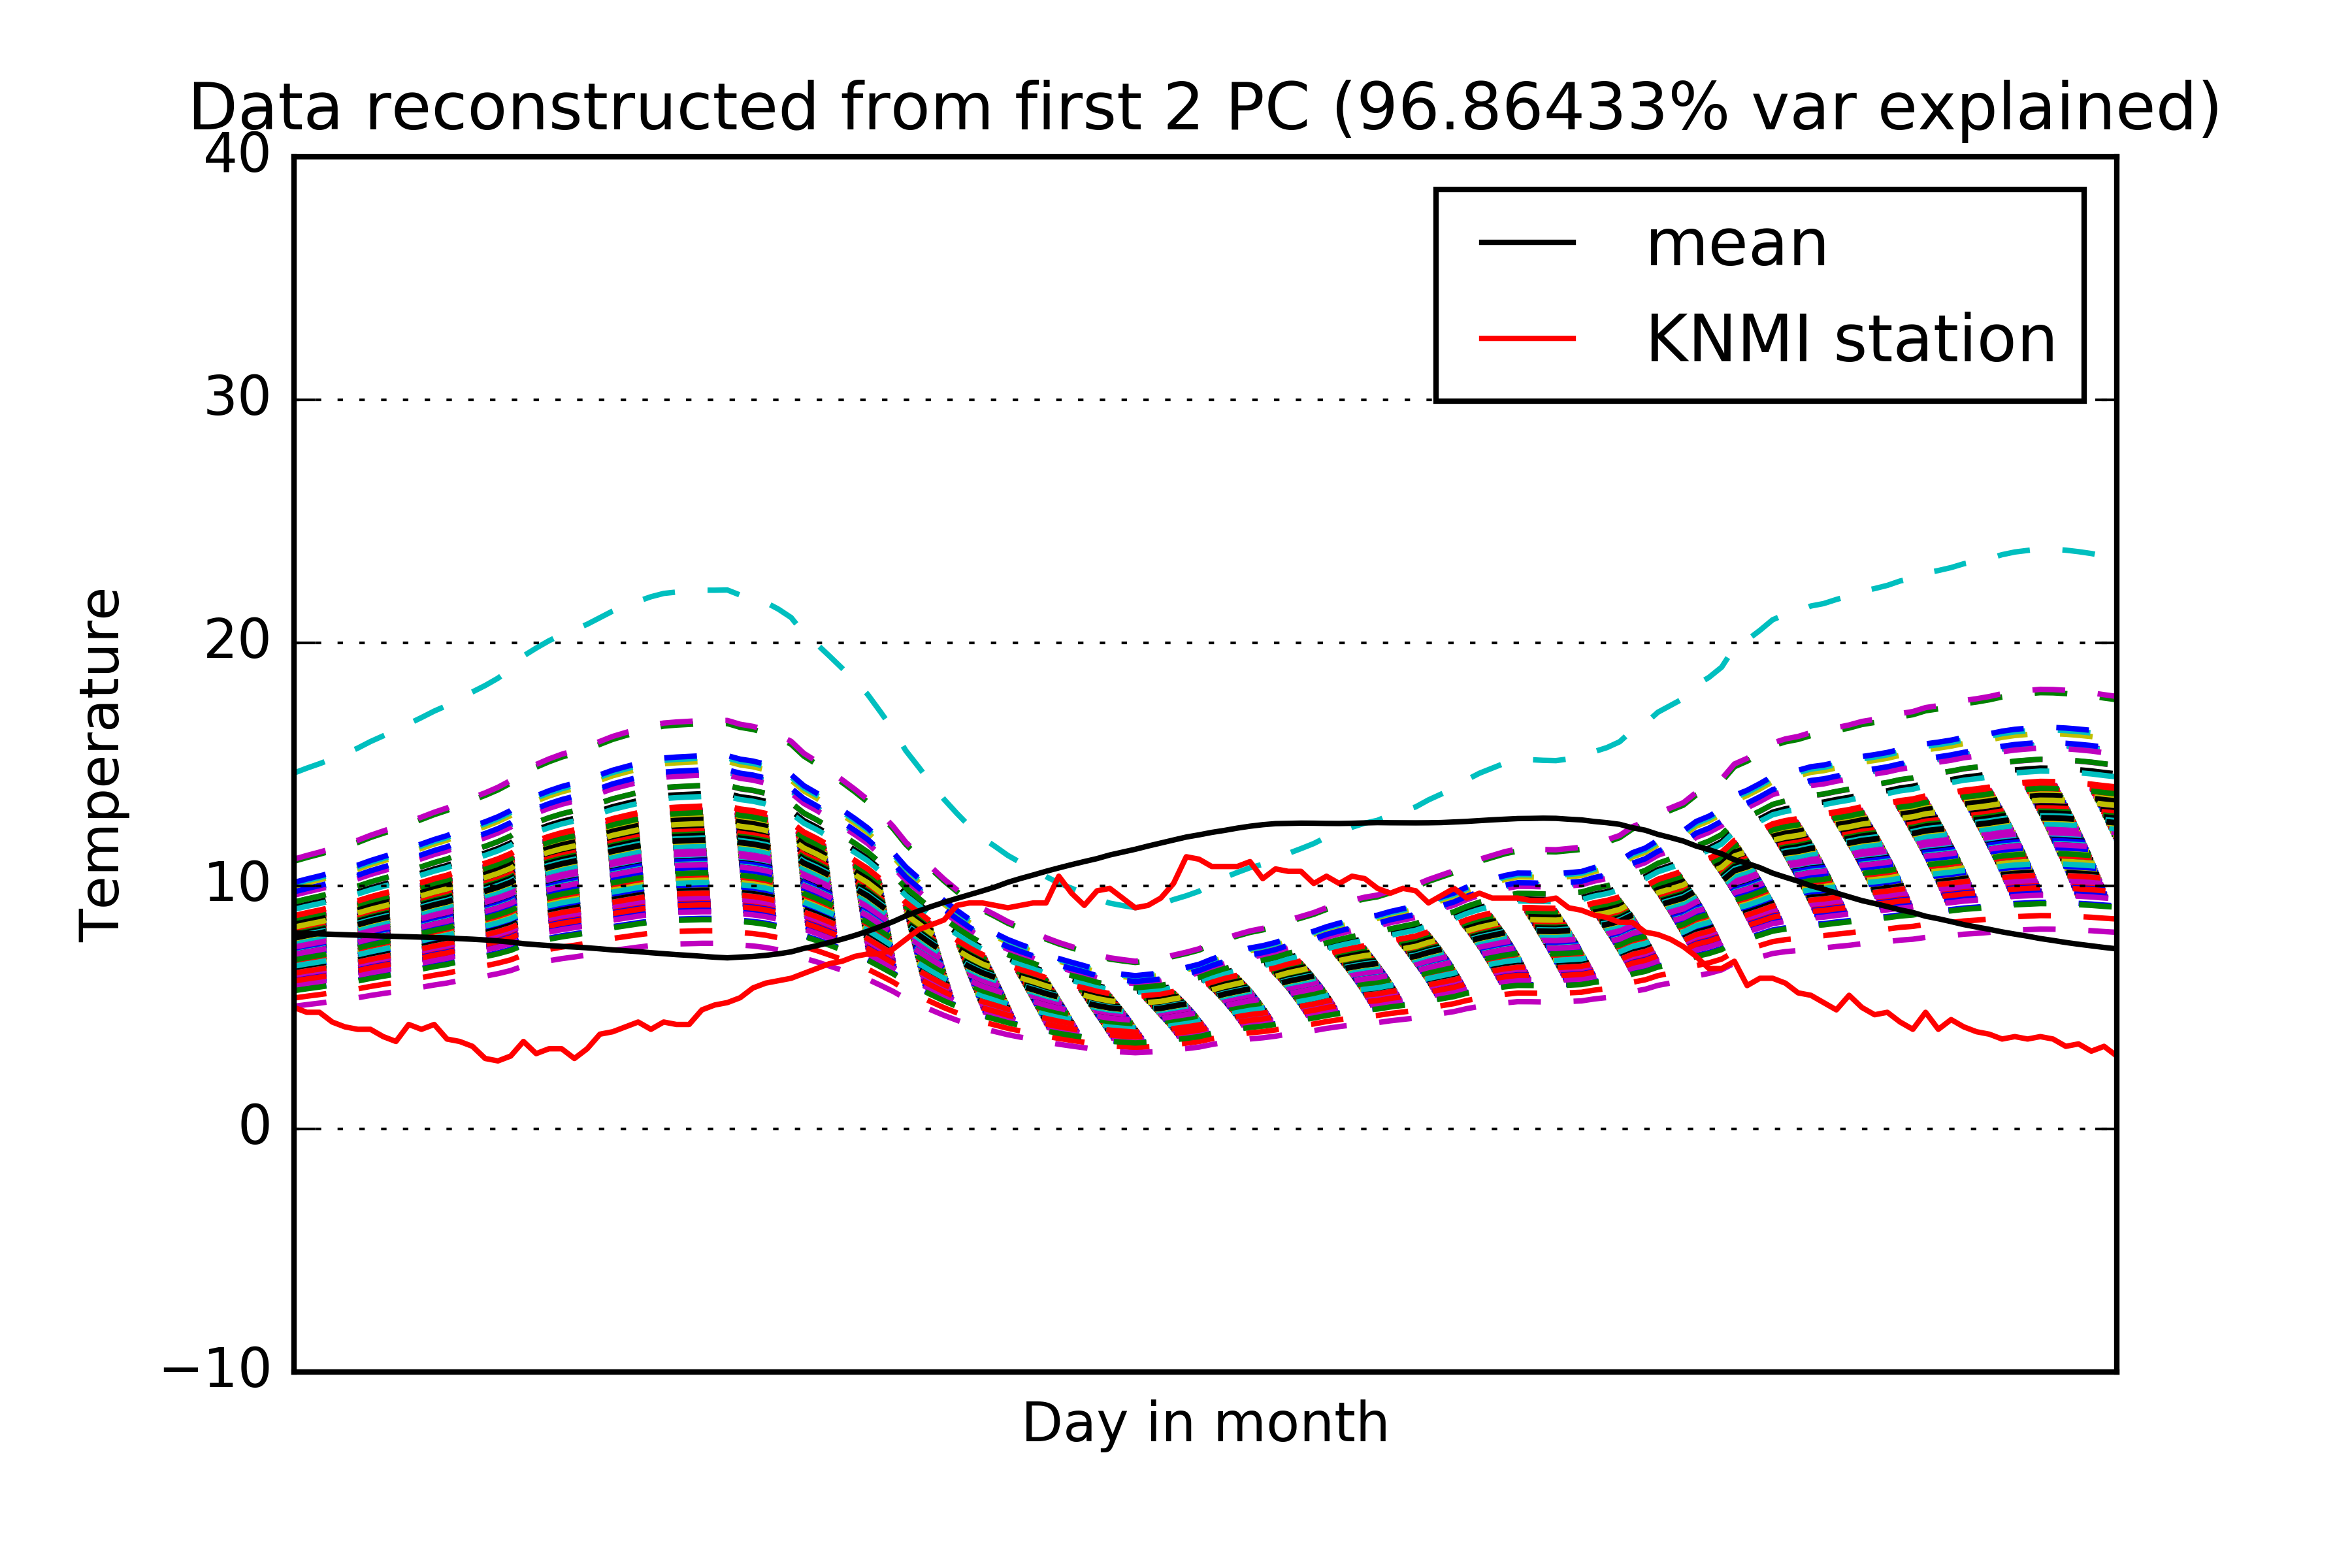 Data reconstructed from first 2 PC (96.86433% var explained)
40
30
20
10
0
−10
Temperature
Day in month
mean
KNMI station